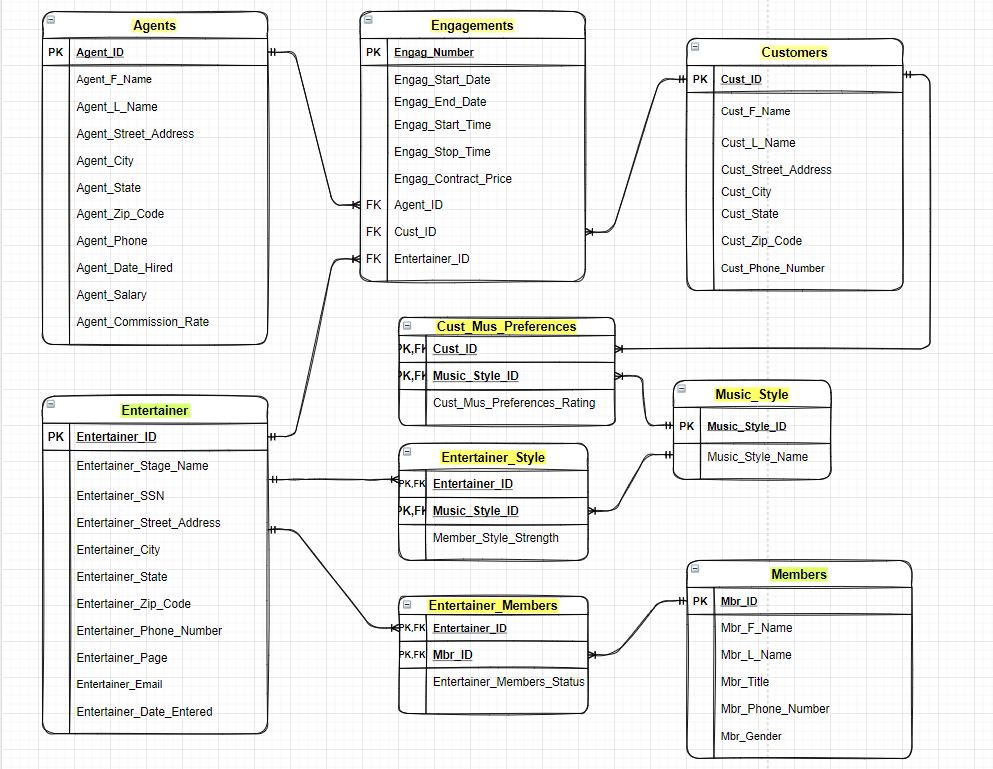 Agents
PK Agent_ID
Agent_F_Name
Agent_L_Name
Agent_Street_Address
Agent_City
Agent_State
Agent_Zip_Code
Agent_Phone
Agent_Date_Hired
Agent_Salary
Agent_Commission_Rate
Engagements
PK Engag_Number
Engag_Start_Date
Engag_End_Date
Engag_Start_Time
Engag_Stop_Time
Engag_Contract_Price
FK Agent_ID
FK Cust_ID
FK Entertainer_ID
Customers
PK Cust_ID
Cust_F_Name
Cust_L_Name
Cust_Street_Address
Cust_City
Cust_State
Cust_Zip_Code
Cust_Phone_Number
Cust_Mus_Preferences
PK,FK Cust_ID
PK,FK Music_Style_ID
Cust_Mus_Preferences_Rating
Music_Style
PK Music_Style_ID
Music_Style_Name
Entertainer
PK Entertainer_ID
Entertainer_Stage_Name
Entertainer_SSN
Entertainer_Street_Address
Entertainer_City
Entertainer_State
Entertainer_Zip_Code
Entertainer_Phone_Number
Entertainer_Page
Entertainer_Email
Entertainer_Date_Entered
Entertainer_Style
PK,FK Entertainer_ID
PK,FK Music_Style_ID
Member_Style_Strength
Entertainer_Members
PK,FK Entertainer_ID
PK,FK Mbr_ID
Entertainer_Members_Status
Members
PK Mbr_ID
Mbr_F_Name
Mbr_L_Name
Mbr_Title
Mbr_Phone_Number
Mbr_Gender